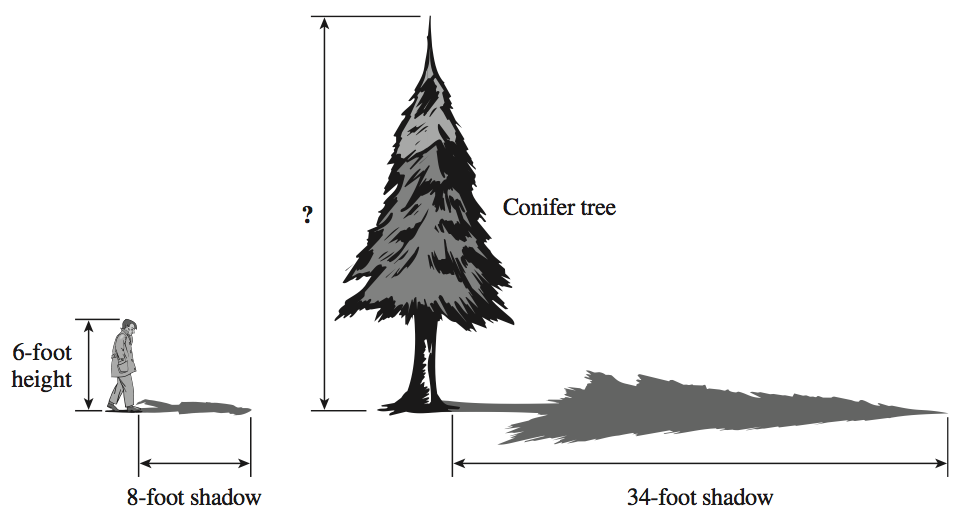 ?
Conifer tree
6-foot
height
8-foot shadow
34-foot shadow